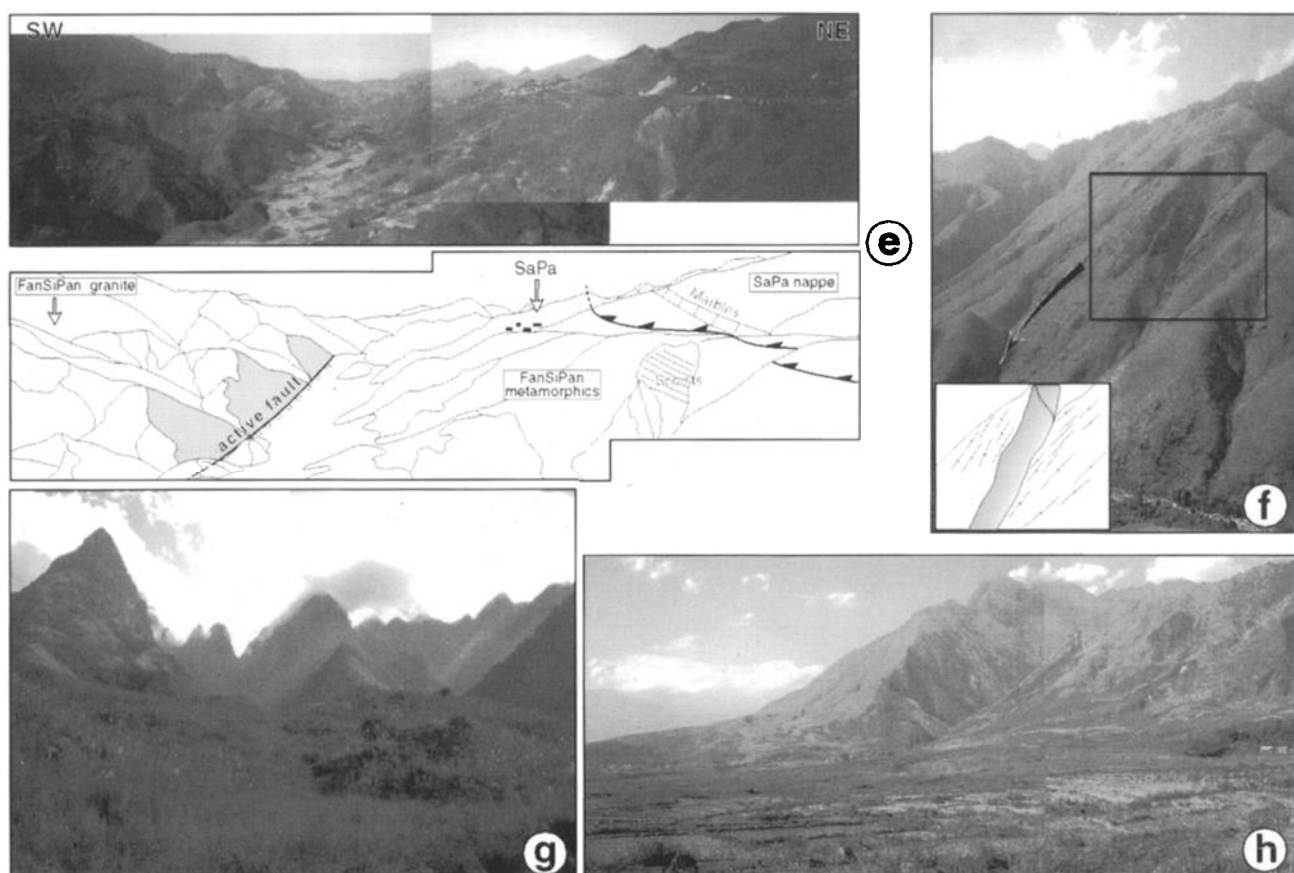 SW
NE
e
SaPa
FanSiPan granite
SaPa nappe
Marbles
active fault
FanSiPan
metamorphics
Schists
f
g
h